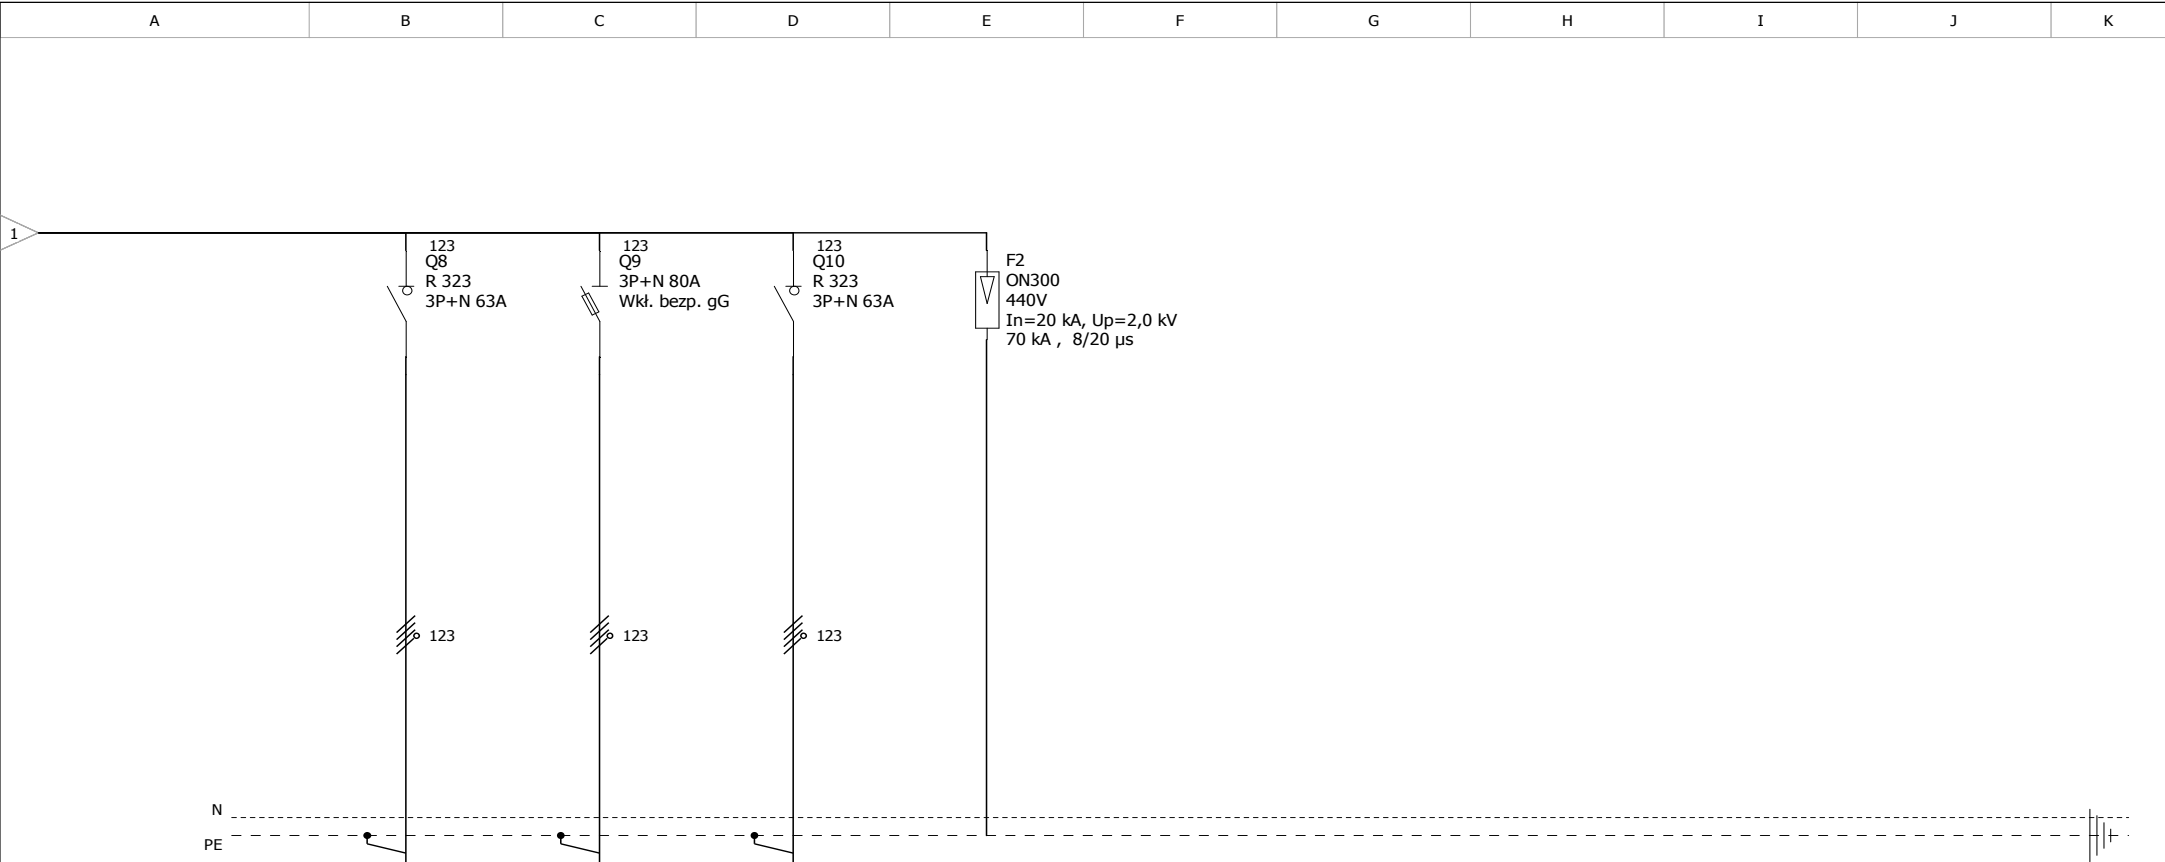 A B C D E F G H I J K
1
123
Q8
R 323
3P+N 63A
123
Q9
3P+N 80A
Wkł. bezp. gG
123
Q10
R 323
3P+N 63A
F2
ON300
440V
In=20 kA, Up=2,0 kV
70 kA , 8/20 µs
123 123 123
N
PE